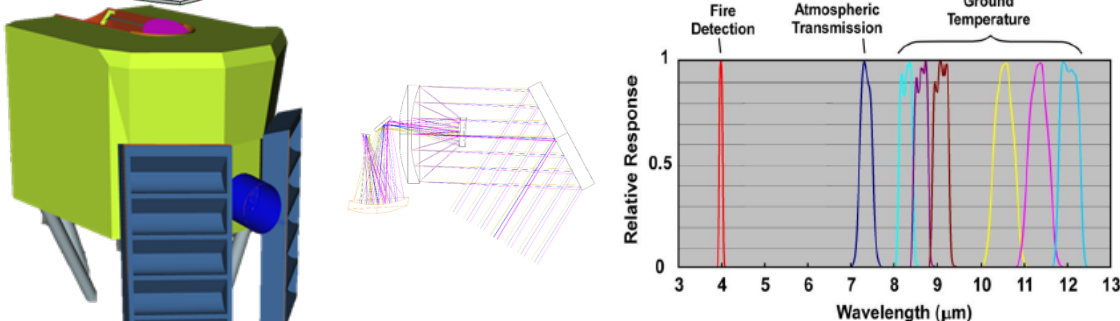 Fire
Detection
Atmospheric
Transmission
Ground
Temperature
Relative Response
1
0.5
0
3 4 5 6 7 8 9 10 11 12 13
Wavelength (μm)